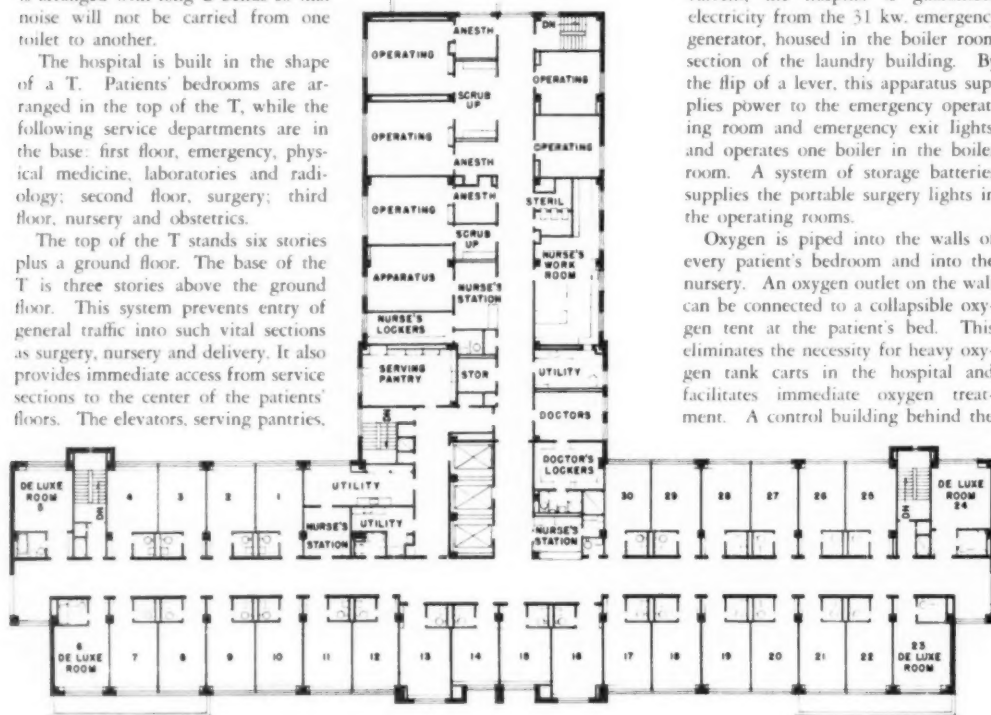 noise will not be carried from one
toilet to another.
The hospital is built in the shape
of a T. Patients' bedrooms are ar-
ranged in the top of the T, while the
following service departments are in
the base: first floor, emergency, phys-
ical medicine, laboratories and radi-
ology; second floor, surgery; third
floor, nursery and obstetrics.
The top of the T stands six stories
plus a ground floor. The base of the
T is three stories above the ground
floor. This system prevents entry of
general traffic into such vital sections
as surgery, nursery and delivery. It also
provides immediate access from service
sections to the center of the patients'
floors. The elevators, serving pantries,
electricity from the 31 kw. emergenc
generator, housed in the boiler room
section of the laundry building. By
the flip of a lever, this apparatus sup
plies power to the emergency operat
ing room and emergency exit lights
and operates one boiler in the boiler
room. A system of storage batteries
supplies the portable surgery lights in
the operating rooms.
Oxygen is piped into the walls of
every patient's bedroom and into the
nursery. An oxygen outlet on the wall
can be connected to a collapsible oxy-
gen tent at the patient's bed. This
eliminates the necessity for heavy oxy-
gen tank carts in the hospital and
facilitates immediate oxygen treat-
ment. A control building behind the
OPERATING
ANESTH
DN
OPERATING
SCRUB
UP
OPERATING
ANESTH
OPERATING
ANESTH
STERIL
OPERATING
SCRUB
UP
NURSE'S
WORK
ROOM
APPARATUS
NURSE'S
STATION
NURSE'S
LOCKERS
SERVING
PANTRY
STOR
UTILITY
DOCTORS
DN
DOCTOR'S
LOCKERS
DE LUXE
ROOM
5
DN
4
3
2
1
UTILITY
NURSE'S
STATION
UTILITY
NURSE'S
STATION
30
29
28
27
26
25
DN
DE LUXE
ROOM
24
6
DE LUXE
ROOM
7
8
9
10
11
12
13
14
15
16
17
18
19
20
21
22
23
DE LUXE
ROOM